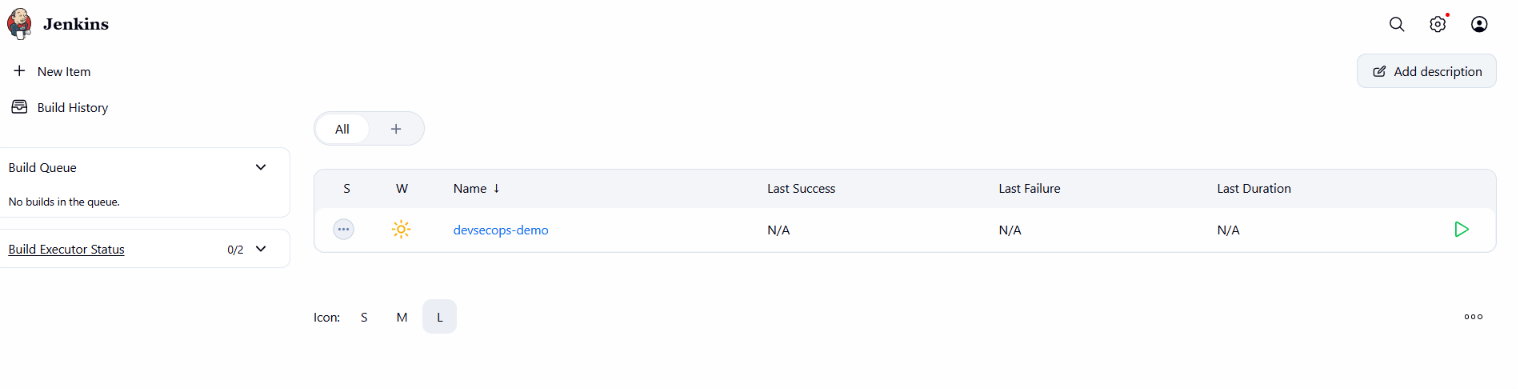 Jenkins
New Item
Add description
Build History
All
Build Queue
No builds in the queue.
Build Executor Status 0/2
S W Name ↓ Last Success Last Failure Last Duration
devsecops-demo N/A N/A N/A
Icon: S M L